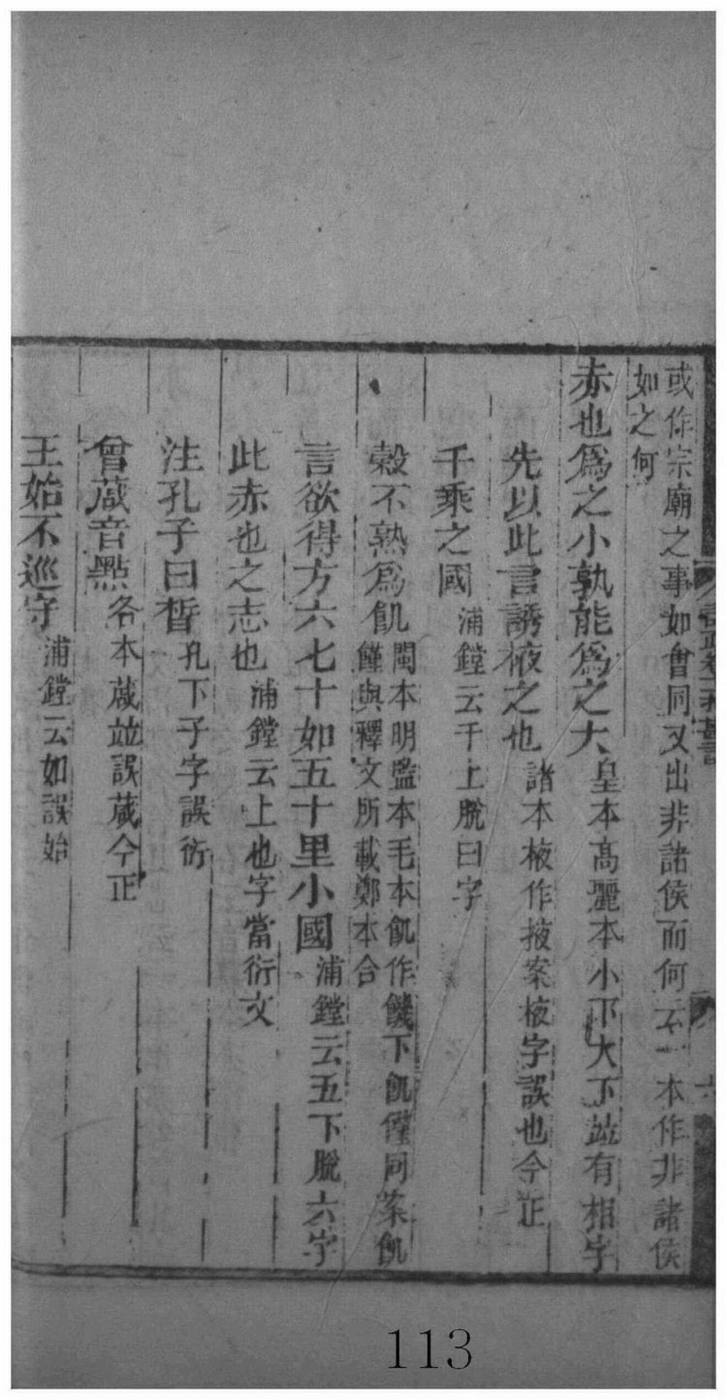 或作宗廟之事如會同又出非諸侯而何云一本作非諸侯
如之何
赤也爲之小孰能爲之大 皇本高麗本小下大下竝有相字
先以此言誘掖之也 諸本掖作掖案掖字誤也今正
千乘之國 浦鏜云千上脫曰字
穀不熟爲飢 閩本明監本毛本飢作饑下飢僅同案飢
饉與釋文所載鄭本合
言欲得方六七十如五十里小國 浦鏜云五下脫六字
此赤也之志也 浦鏜云上也字當衍文
注孔子曰皙 孔下子字誤衍
曾蒧音點 各本蒧竝誤葴今正
王始不巡守 浦鏜云如誤始
113